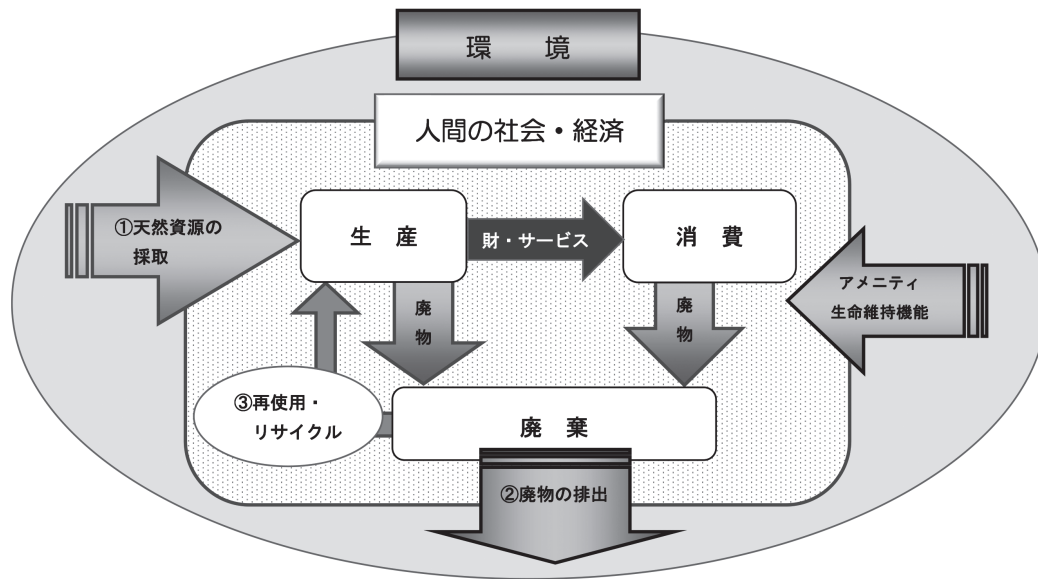 環　境
人間の社会・経済
①天然資源の
採取
生　産
財・サービス
消　費
アメニティ
生命維持機能
廃
物
廃
物
③再使用・
リサイクル
廃　棄
②廃物の排出